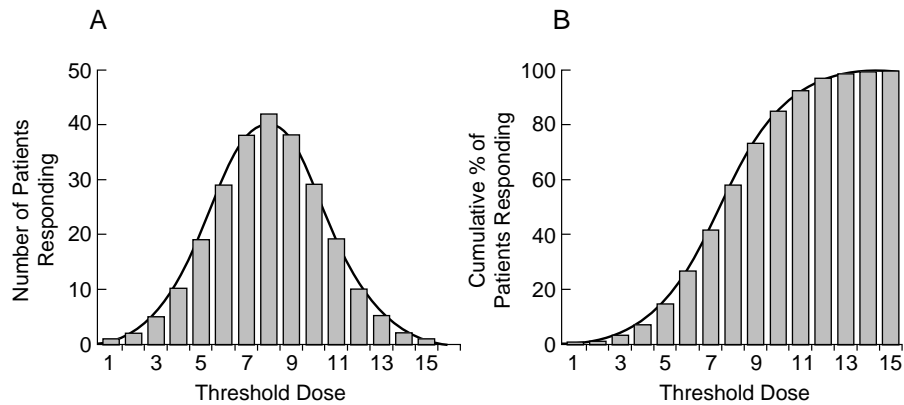 A
50
40
30
20
10
0
Number of Patients
Responding
1 3 5 7 9 11 13 15
Threshold Dose
B
100
80
60
40
20
0
Cumulative % of
Patients Responding
1 3 5 7 9 11 13 15
Threshold Dose